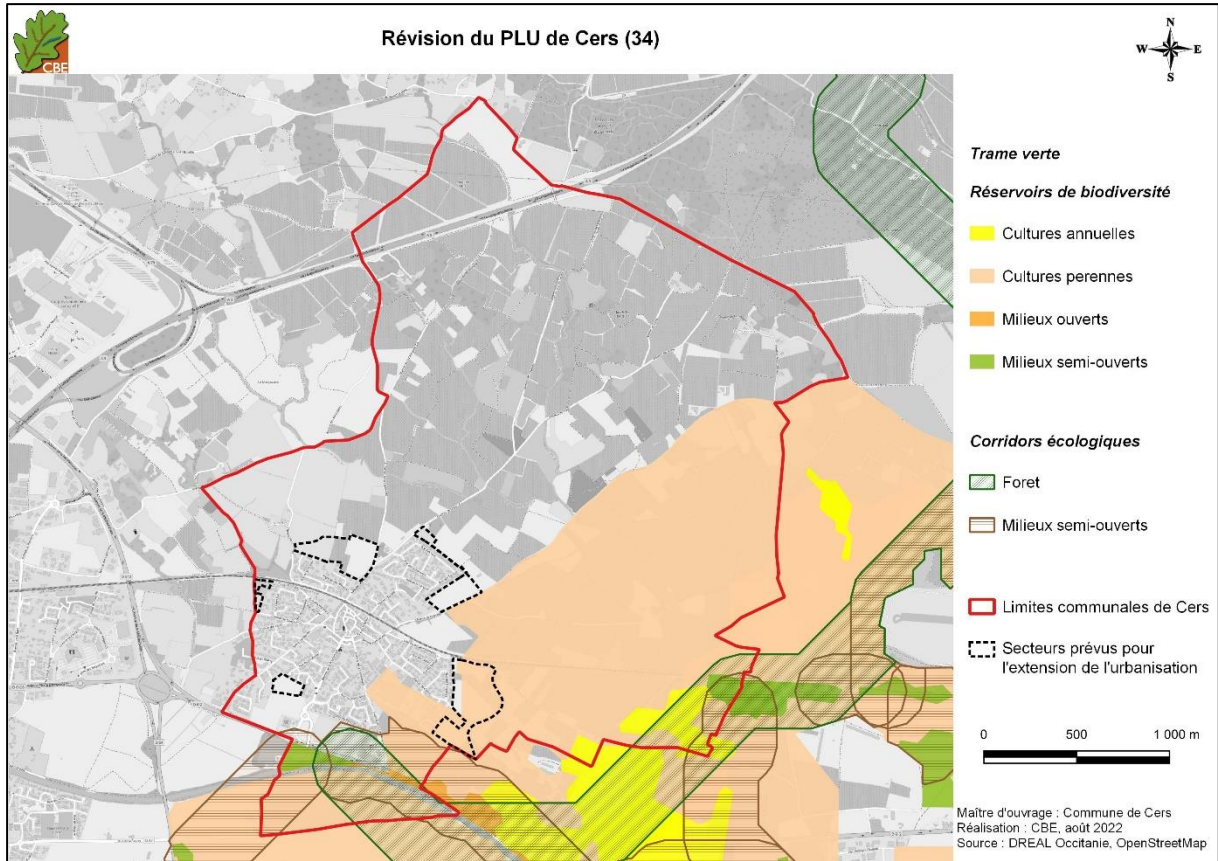 CBE
Révision du PLU de Cers (34)
N
W
E
S
Trame verte
Réservoirs de biodiversité
Cultures annuelles
Cultures perennes
Milieux ouverts
Milieux semi-ouverts
Corridors écologiques
Foret
Milieux semi-ouverts
Limites communales de Cers
Secteurs prévus pour
l'extension de l'urbanisation
0 500 1 000 m
Maître d'ouvrage : Commune de Cers
Réalisation : CBE, août 2022
Source : DREAL Occitanie, OpenStreetMap